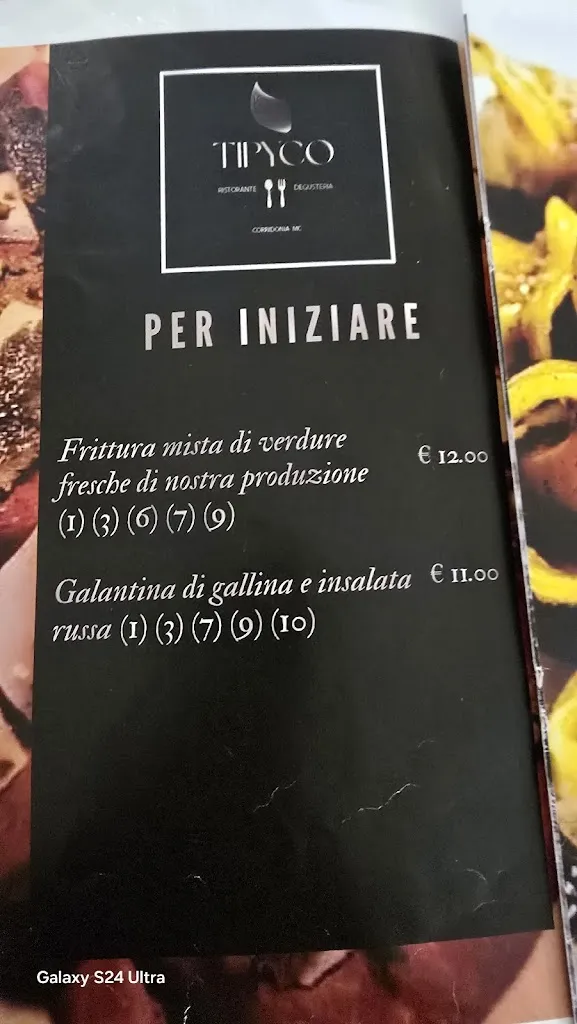 TIPYCO
RISTORANTE DEGUSTERIA
CORRIDONIA MC
PER INIZIARE
Frittura mista di verdure
fresche di nostra produzione
(1) (3) (6) (7) (9)
€ 12.00
Galantina di gallina e insalata
russa (1) (3) (7) (9) (10)
€ 11.00
Galaxy S24 Ultra